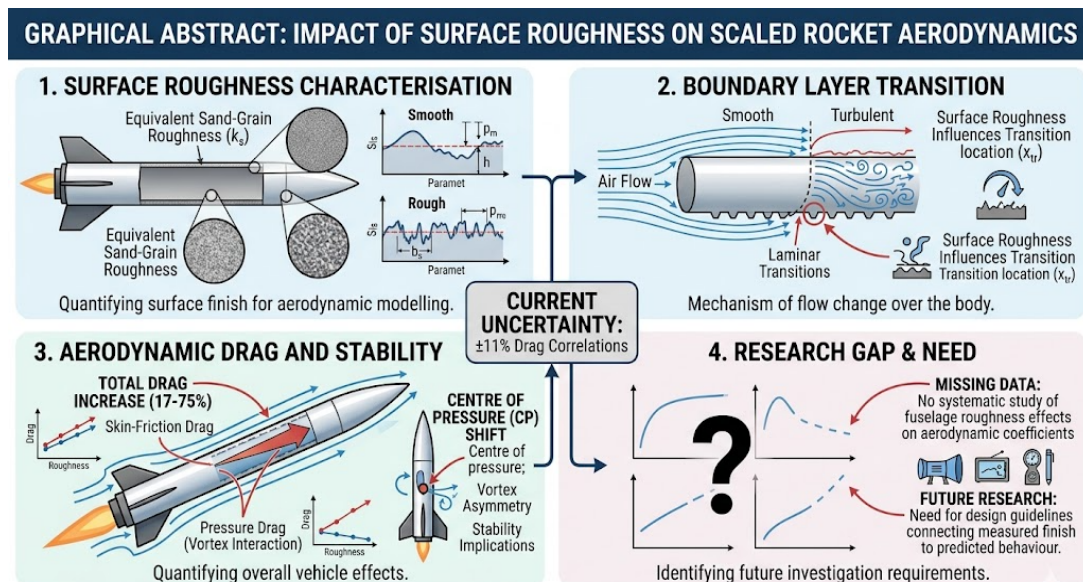 GRAPHICAL ABSTRACT: IMPACT OF SURFACE ROUGHNESS ON SCALED ROCKET AERODYNAMICS
1. SURFACE ROUGHNESS CHARACTERISATION
Equivalent Sand-Grain
Roughness (kₛ)
Equivalent
Sand-Grain
Roughness
Smooth
Sis
pₘ
h
Paramet
Rough
Sis
pₘₑ
bₛ
Paramet
Quantifying surface finish for aerodynamic modelling.
2. BOUNDARY LAYER TRANSITION
Smooth
Turbulent
Air Flow
Laminar
Transitions
Surface Roughness
Influences Transition
location (xₜᵣ)
Surface Roughness
Influences Transition
Transition location (xₜᵣ)
Mechanism of flow change over the body.
CURRENT
UNCERTAINTY:
±11% Drag Correlations
3. AERODYNAMIC DRAG AND STABILITY
TOTAL DRAG
INCREASE (17-75%)
Skin-Friction Drag
Drag
Roughness
Pressure Drag
(Vortex Interaction)
Drag
Roughness
CENTRE OF
PRESSURE (CP)
SHIFT
Centre of
pressure;
Vortex
Asymmetry
Stability
Implications
Quantifying overall vehicle effects.
4. RESEARCH GAP & NEED
?
MISSING DATA:
No systematic study of
fuselage roughness effects
on aerodynamic coefficients
FUTURE RESEARCH:
Need for design guidelines
connecting measured finish
to predicted behaviour.
Identifying future investigation requirements.